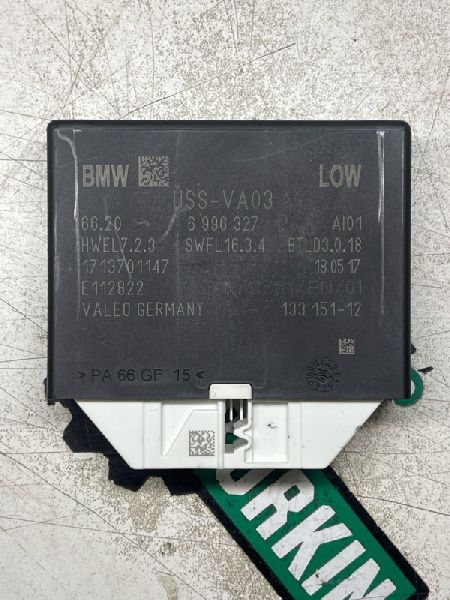 BMW LOW
USS-VA03
66.20 - 6 996 327 AI01
HWEL7.2.3 SWFL16.3.4 BTLD3.0.18
1713701147 18.05.17
E112822
VALEO GERMANY 133 151-12
> PA 66 GF 15 <
ORKIN